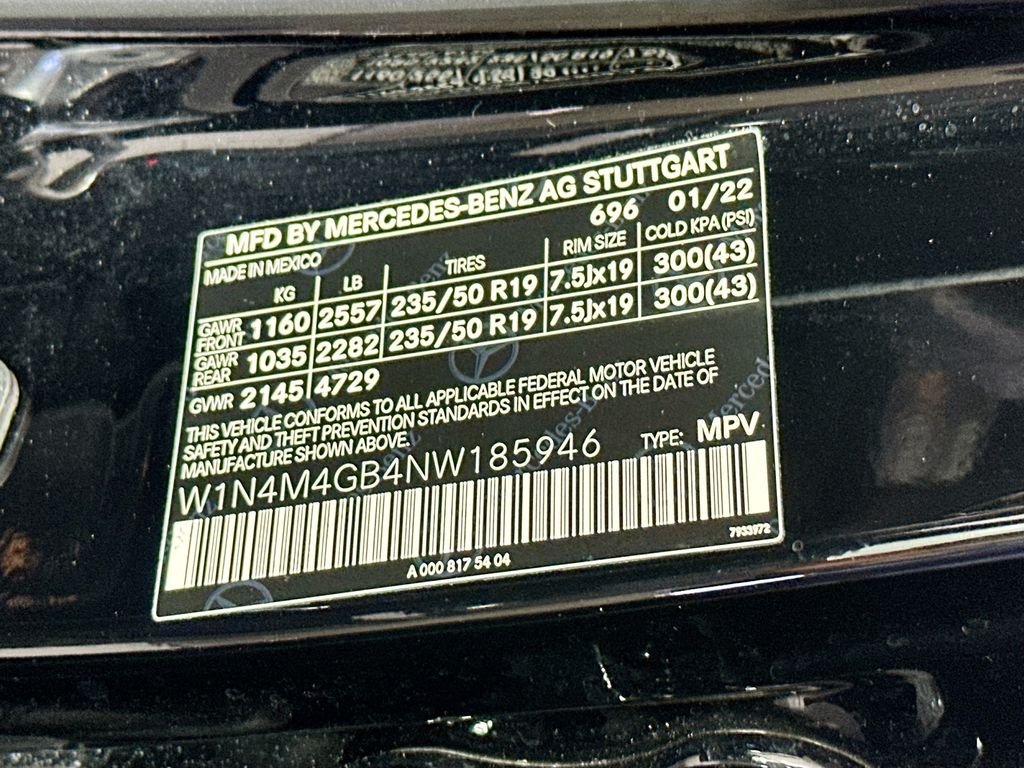 MFD BY MERCEDES-BENZ AG STUTTGART
MADE IN MEXICO 696 01/22
KG LB TIRES RIM SIZE COLD KPA (PSI)
GAWR FRONT 1160 2557 235/50 R19 7.5Jx19 300(43)
GAWR REAR 1035 2282 235/50 R19 7.5Jx19 300(43)
GVWR 2145 4729
THIS VEHICLE CONFORMS TO ALL APPLICABLE FEDERAL MOTOR VEHICLE
SAFETY AND THEFT PREVENTION STANDARDS IN EFFECT ON THE DATE OF
MANUFACTURE SHOWN ABOVE.
W1N4M4GB4NW185946 TYPE: MPV
A 000 817 54 04
7933972